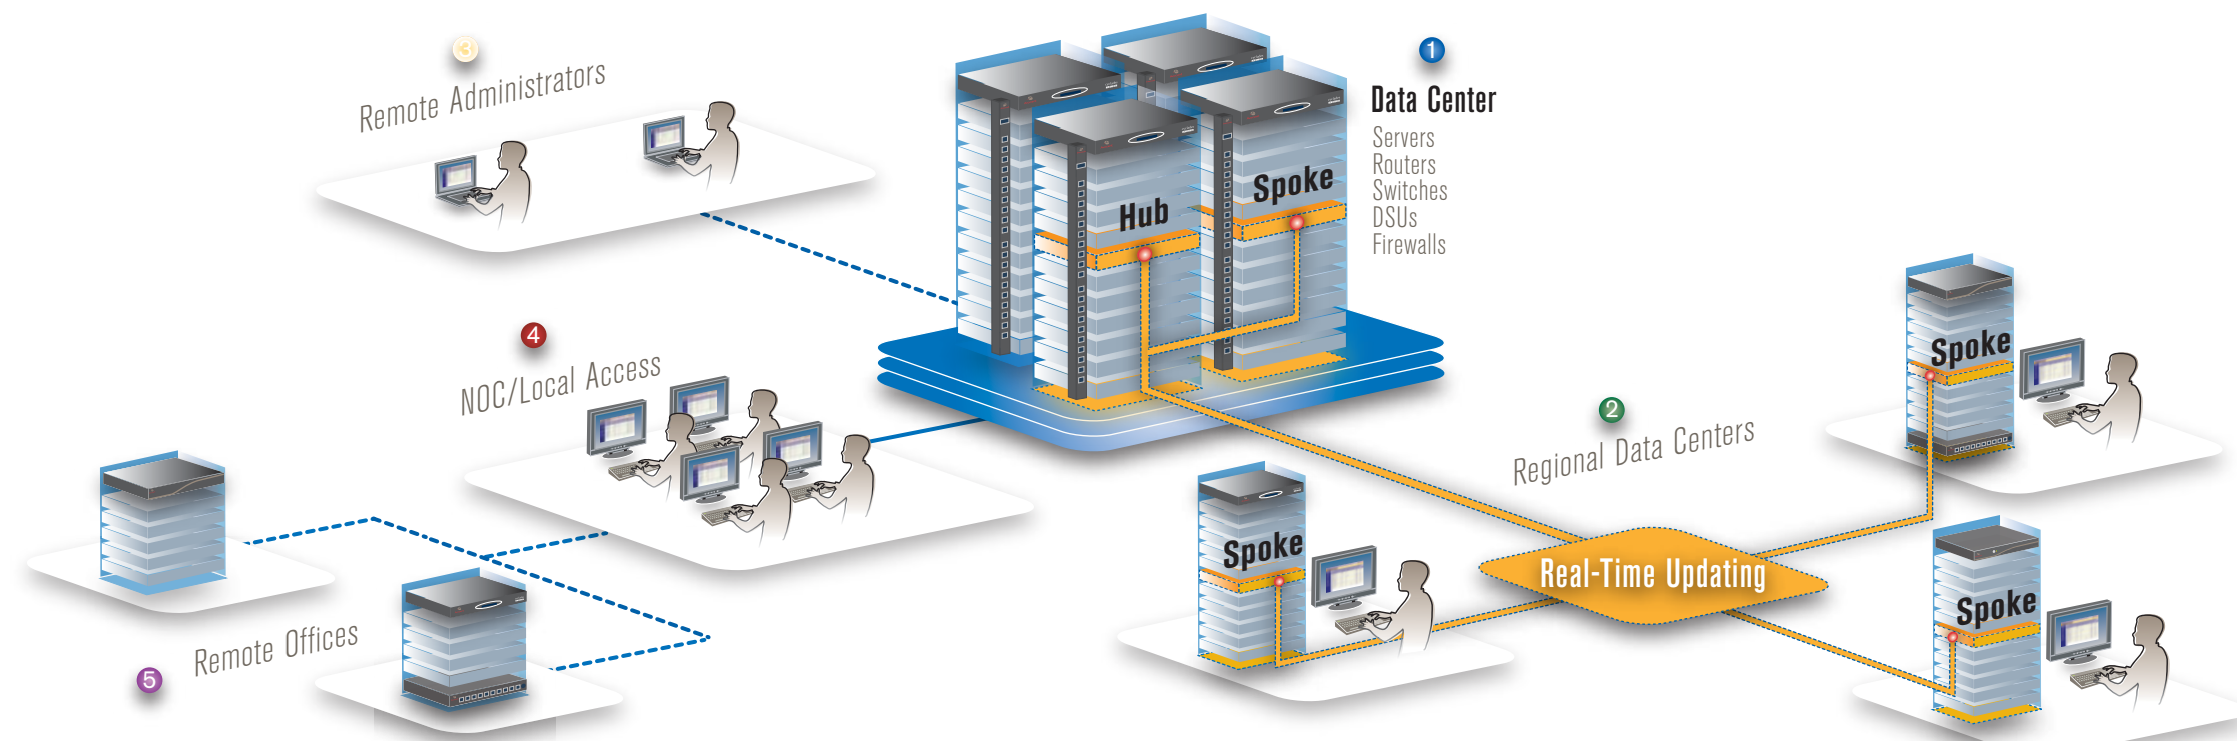 3
Remote Administrators
1
Data Center
Servers
Routers
Switches
DSUs
Firewalls
Hub
Spoke
4
NOC/Local Access
2
Regional Data Centers
Spoke
Spoke
Real-Time Updating
Spoke
5
Remote Offices